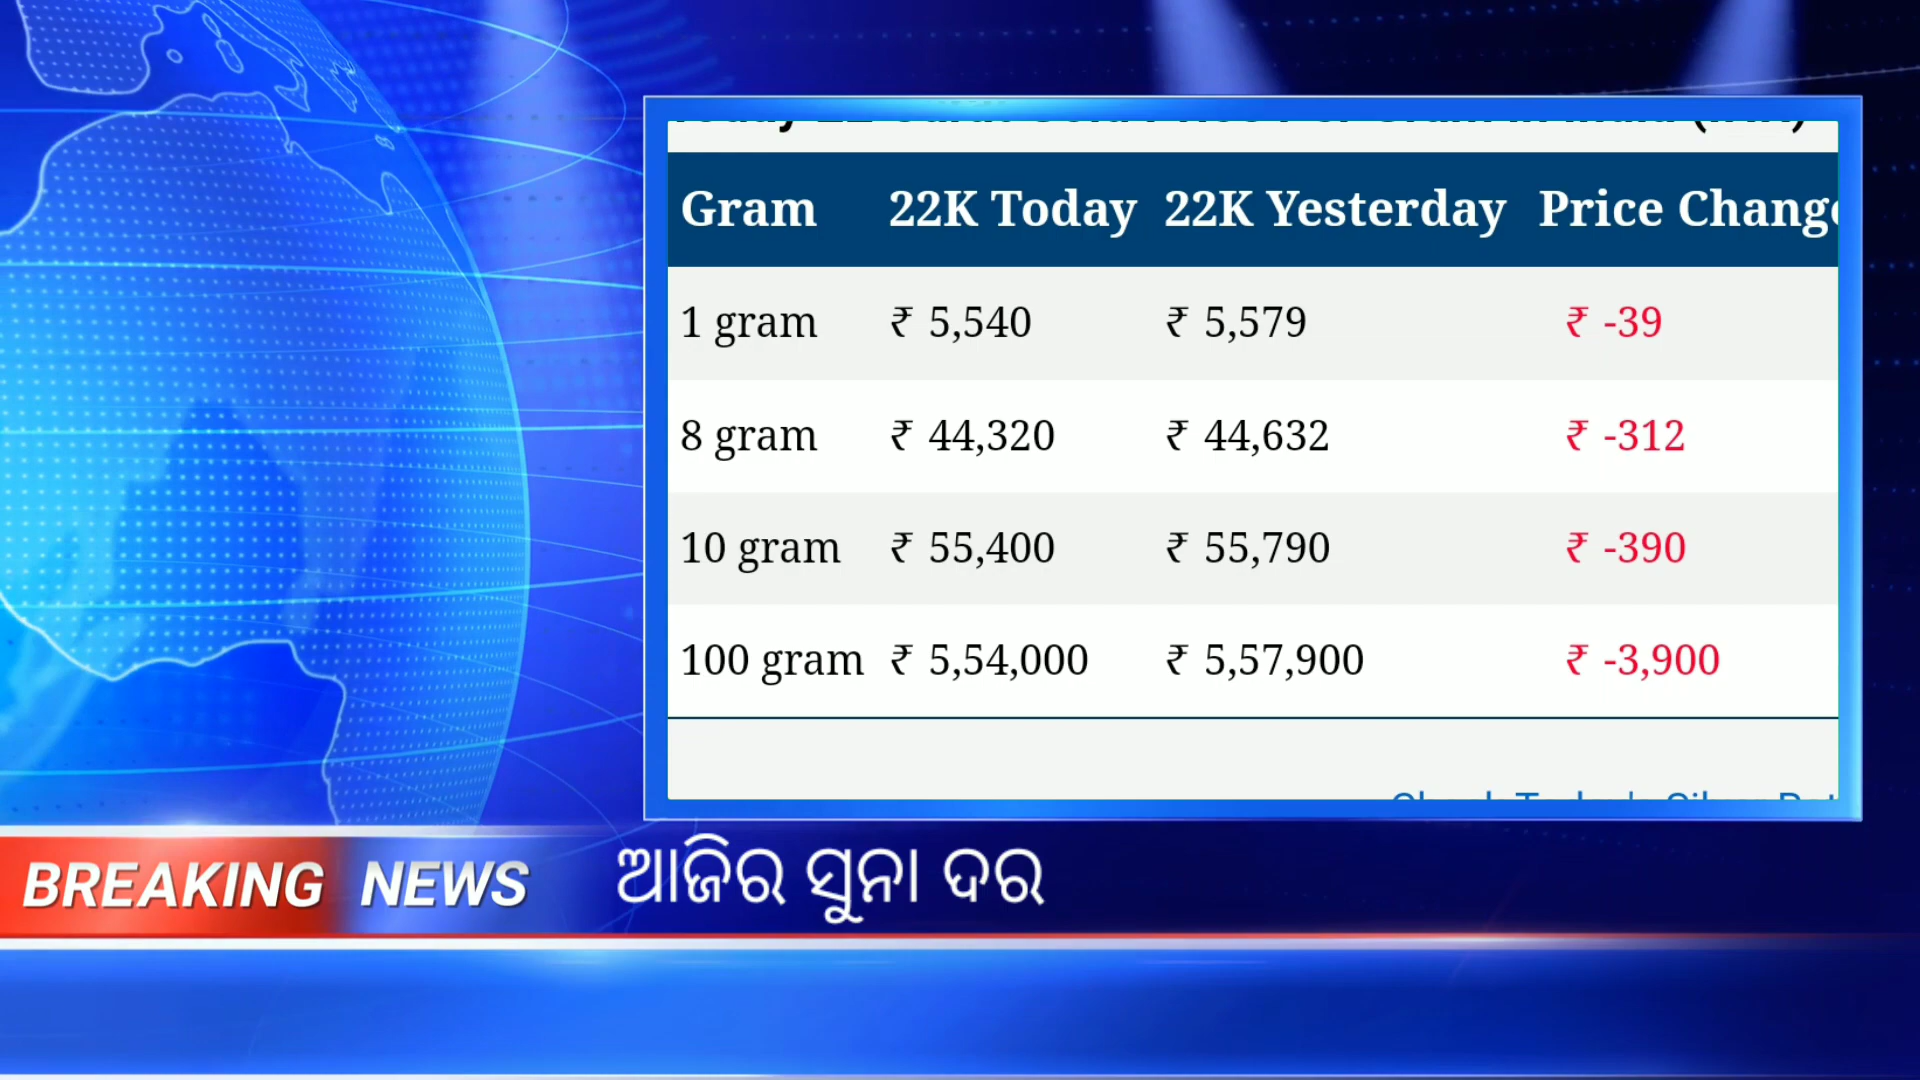 Gram 22K Today 22K Yesterday Price Change
1 gram ₹ 5,540 ₹ 5,579 ₹ -39
8 gram ₹ 44,320 ₹ 44,632 ₹ -312
10 gram ₹ 55,400 ₹ 55,790 ₹ -390
100 gram ₹ 5,54,000 ₹ 5,57,900 ₹ -3,900
BREAKING NEWS ଆଜିର ସୁନା ଦର